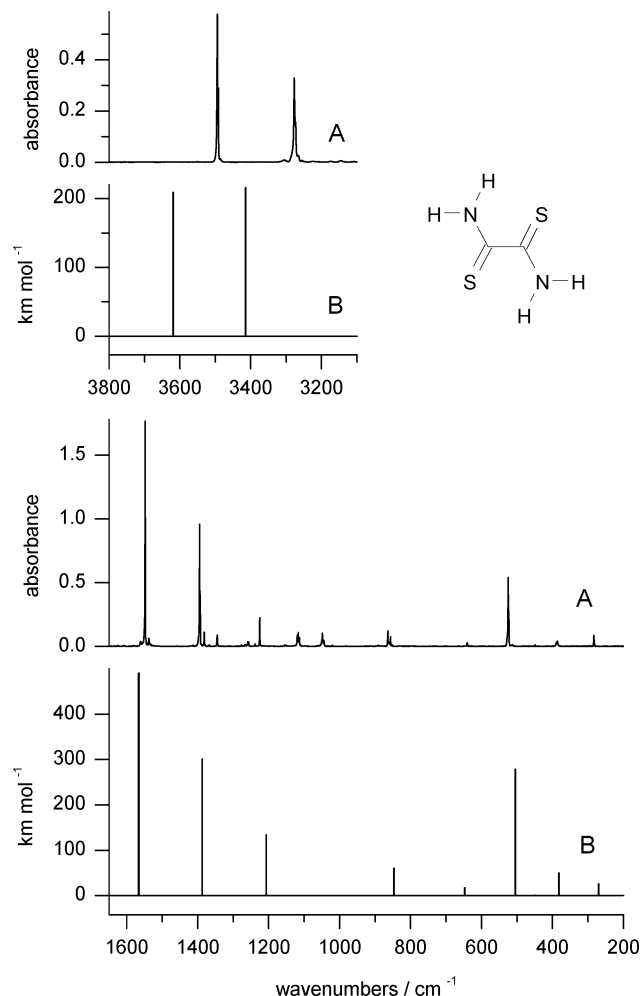 absorbance
0.4
0.2
0.0
A
km mol -1
200
100
0
B
3800 3600 3400 3200
H
H N S
S N H
H
absorbance
1.5
1.0
0.5
0.0
A
km mol -1
400
300
200
100
0
B
1600 1400 1200 1000 800 600 400 200
wavenumbers / cm -1